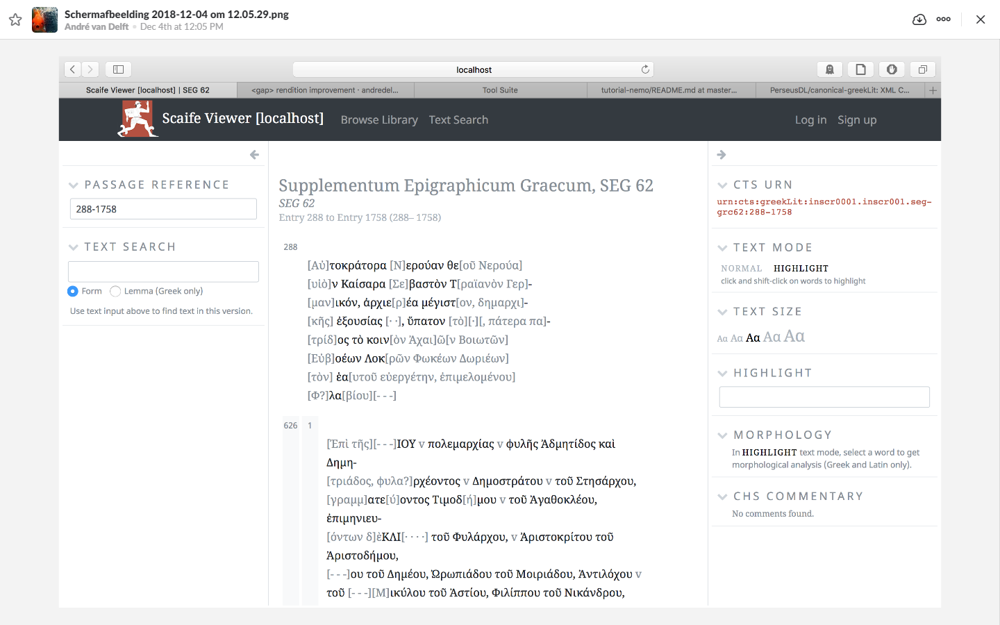 Schermafbeelding 2018-12-04 om 12.05.29.png
André van Delft • Dec 4th at 12:05 PM
localhost
Scaife Viewer [localhost] | SEG 62
<gap> rendition improvement · andredel...
Tool Suite
tutorial-nemo/README.md at master...
PerseusDL/canonical-greekLit: XML C...
Scaife Viewer [localhost]
Browse Library
Text Search
Log in
Sign up
PASSAGE REFERENCE
288-1758
TEXT SEARCH
Form
Lemma (Greek only)
Use text input above to find text in this version.
Supplementum Epigraphicum Graecum, SEG 62
SEG 62
Entry 288 to Entry 1758 (288– 1758)
288
[Αὐ]τοκράτορα [Ν]ερούαν θε[οῦ Νερούα]
[υἱὸ]ν Καίσαρα [Σε]βαστὸν Τ[ραϊανὸν Γερ]-
[μαν]ικόν, ἀρχιε[ρ]έα μέγιστ[ον, δημαρχι]-
[κῆς] ἐξουσίας [· ·], ὕπατον [τὸ][·][, πάτερα πα]-
[τρίδ]ος τὸ κοιν[ὸν Ἀχαι]ῶ[ν Βοιωτῶν]
[Εὐβ]οέων Λοκ[ρῶν Φωκέων Δωριέων]
[τὸν] ἑα[υτοῦ εὐεργέτην, ἐπιμελομένου]
[Φ?]λα[βίου][- - -]
626 1
[Ἐπὶ τῆς][- - -]ΙΟΥ v πολεμαρχίας v φυλῆς Ἀδμητίδος καὶ
Δημη-
[τριάδος, φυλα?]ρχέοντος v Δημοστράτου v τοῦ Στησάρχου,
[γραμμ]ατε[ύ]οντος Τιμοδ[ή]μου v τοῦ Ἀγαθοκλέου,
ἐπιμηνιευ-
[όντων δ]ὲΚΛΙ[· · · ·] τοῦ Φυλάρχου, v Ἀριστοκρίτου τοῦ
Ἀριστοδήμου,
[- - -]ου τοῦ Δημέου, Ὠρωπιάδου τοῦ Μοιριάδου, Ἀντιλόχου v
τοῦ [- - -][Μ]ικύλου τοῦ Ἀστίου, Φιλίππου τοῦ Νικάνδρου,
CTS URN
urn:cts:greekLit:inscr0001.inscr001.seg-
grc62:288-1758
TEXT MODE
NORMAL HIGHLIGHT
click and shift-click on words to highlight
TEXT SIZE
Aα Aα Aα Aα Aα
HIGHLIGHT
MORPHOLOGY
In HIGHLIGHT text mode, select a word to get
morphological analysis (Greek and Latin only).
CHS COMMENTARY
No comments found.